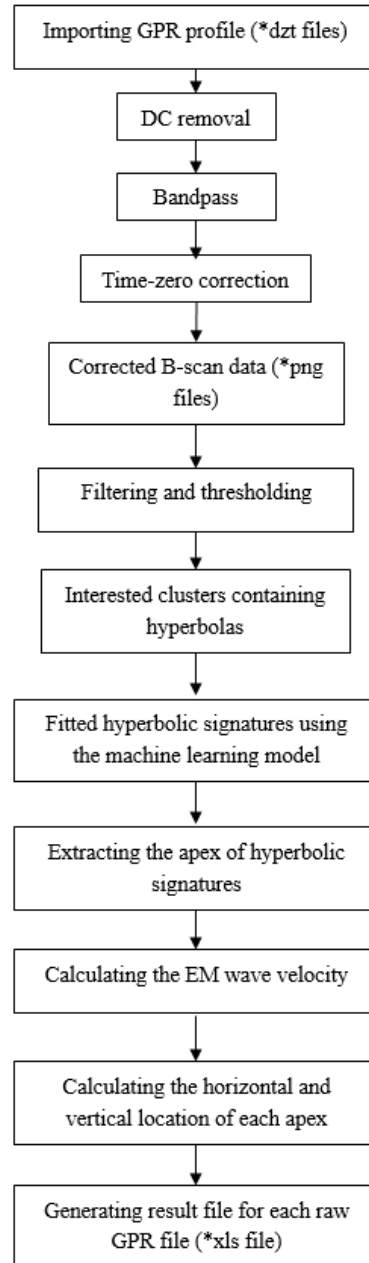 Importing GPR profile (*dzt files)
DC removal
Bandpass
Time-zero correction
Corrected B-scan data (*png
files)
Filtering and thresholding
Interested clusters containing
hyperbolas
Fitted hyperbolic signatures using
the machine learning model
Extracting the apex of hyperbolic
signatures
Calculating the EM wave velocity
Calculating the horizontal and
vertical location of each apex
Generating result file for each raw
GPR file (*xls file)